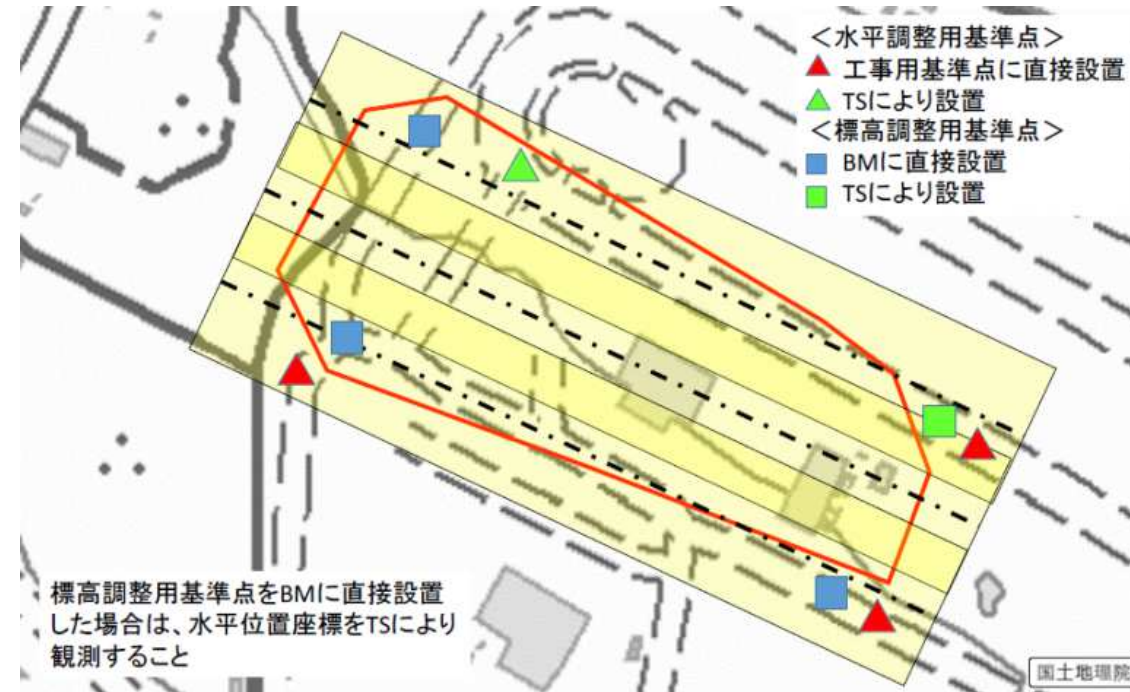 ＜水平調整用基準点＞
工事用基準点に直接設置
TSにより設置
＜標高調整用基準点＞
BMに直接設置
TSにより設置
標高調整用基準点をBMに直接設置
した場合は、水平位置座標をTSにより
観測すること
国土地理院